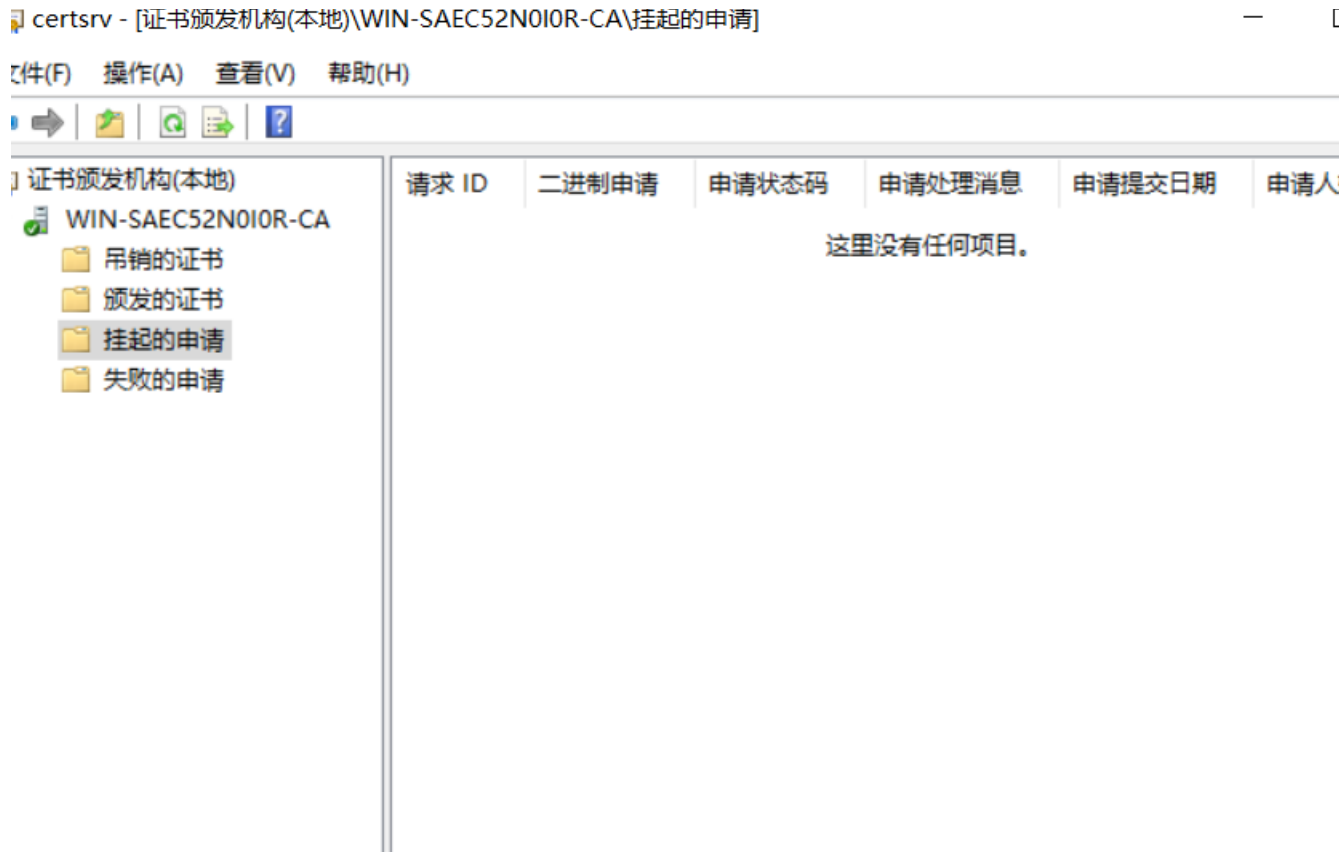 certsrv - [证书颁发机构(本地)\WIN-SAEC52N0I0R-CA\挂起的申请]
文件(F) 操作(A) 查看(V) 帮助(H)
证书颁发机构(本地)
WIN-SAEC52N0I0R-CA
吊销的证书
颁发的证书
挂起的申请
失败的申请
请求 ID 二进制申请 申请状态码 申请处理消息 申请提交日期 申请人
这里没有任何项目。